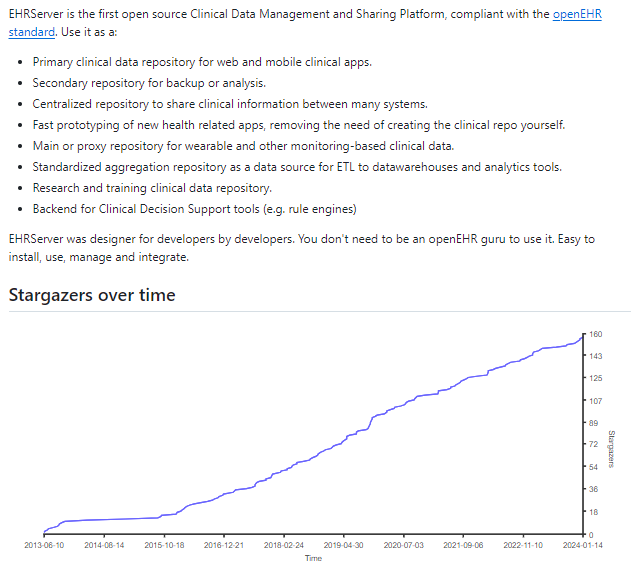 EHRServer is the first open source Clinical Data Management and Sharing Platform, compliant with the openEHR
standard. Use it as a:
• Primary clinical data repository for web and mobile clinical apps.
• Secondary repository for backup or analysis.
• Centralized repository to share clinical information between many systems.
• Fast prototyping of new health related apps, removing the need of creating the clinical repo yourself.
• Main or proxy repository for wearable and other monitoring-based clinical data.
• Standardized aggregation repository as a data source for ETL to datawarehouses and analytics tools.
• Research and training clinical data repository.
• Backend for Clinical Decision Support tools (e.g. rule engines)
EHRServer was designer for developers by developers. You don't need to be an openEHR guru to use it. Easy to
install, use, manage and integrate.
Stargazers over time
160
143
125
107
89
72
54
36
18
0
Stargazers
2013-06-10 2014-08-14 2015-10-18 2016-12-21 2018-02-24 2019-04-30 2020-07-03 2021-09-06 2022-11-10 2024-01-14
Time